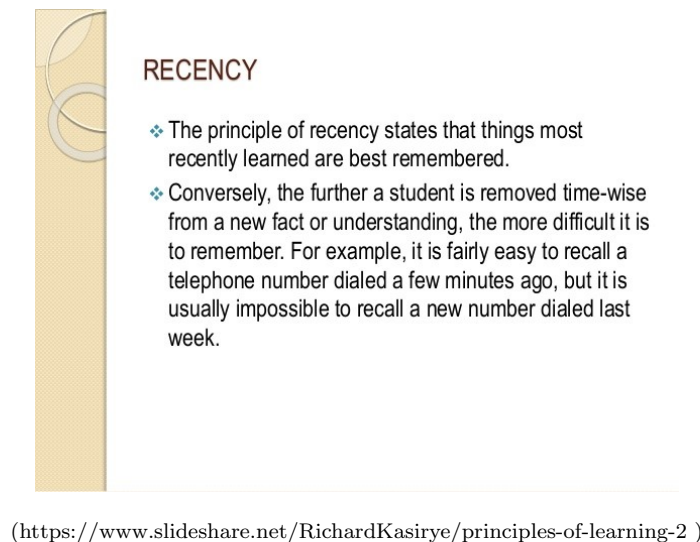 RECENCY
The principle of recency states that things most
recently learned are best remembered.
Conversely, the further a student is removed time-wise
from a new fact or understanding, the more difficult it is
to remember. For example, it is fairly easy to recall a
telephone number dialed a few minutes ago, but it is
usually impossible to recall a new number dialed last
week.
(https://www.slideshare.net/RichardKasirye/principles-of-learning-2 )